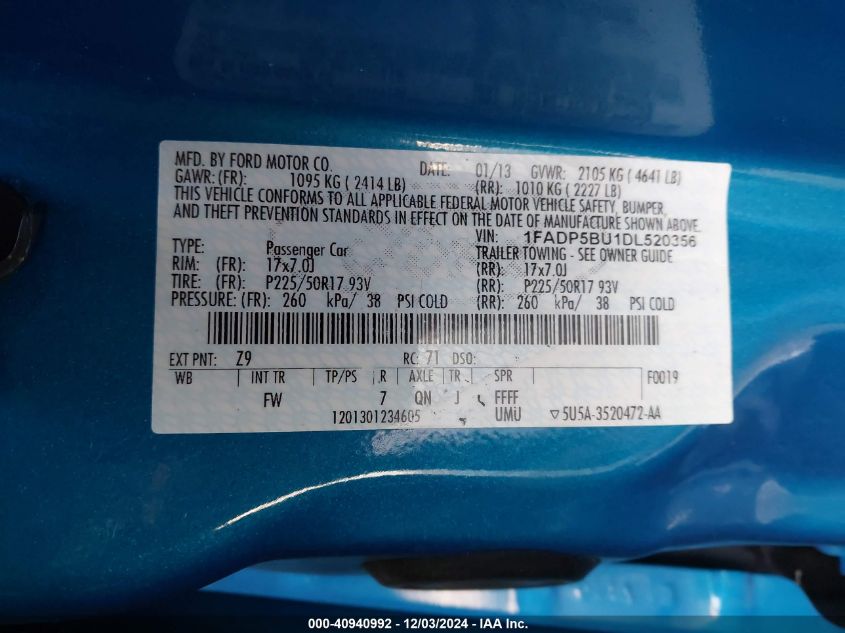 MFD. BY FORD MOTOR CO. DATE: 01/13 GVWR: 2105 KG ( 4641 LB)
GAWR: (FR): 1095 KG ( 2414 LB) (RR): 1010 KG ( 2227 LB)
THIS VEHICLE CONFORMS TO ALL APPLICABLE FEDERAL MOTOR VEHICLE SAFETY, BUMPER,
AND THEFT PREVENTION STANDARDS IN EFFECT ON THE DATE OF MANUFACTURE SHOWN ABOVE.
VIN: 1FADP5BU1DL520356
TYPE: Passenger Car TRAILER TOWING - SEE OWNER GUIDE
RIM: (FR): 17x7.0J (RR): 17x7.0J
TIRE: (FR): P225/50R17 93V (RR): P225/50R17 93V
PRESSURE: (FR): 260 kPa/ 38 PSI COLD (RR): 260 kPa/ 38 PSI COLD
EXT PNT: Z9 RC: 71 DSO:
WB INT TR TP/PS R AXLE TR SPR F0019
FW 7 QN J FFFF
1201301234605 UMU ▽5U5A-3520472-AA
000-40940992 - 12/03/2024 - IAA Inc.